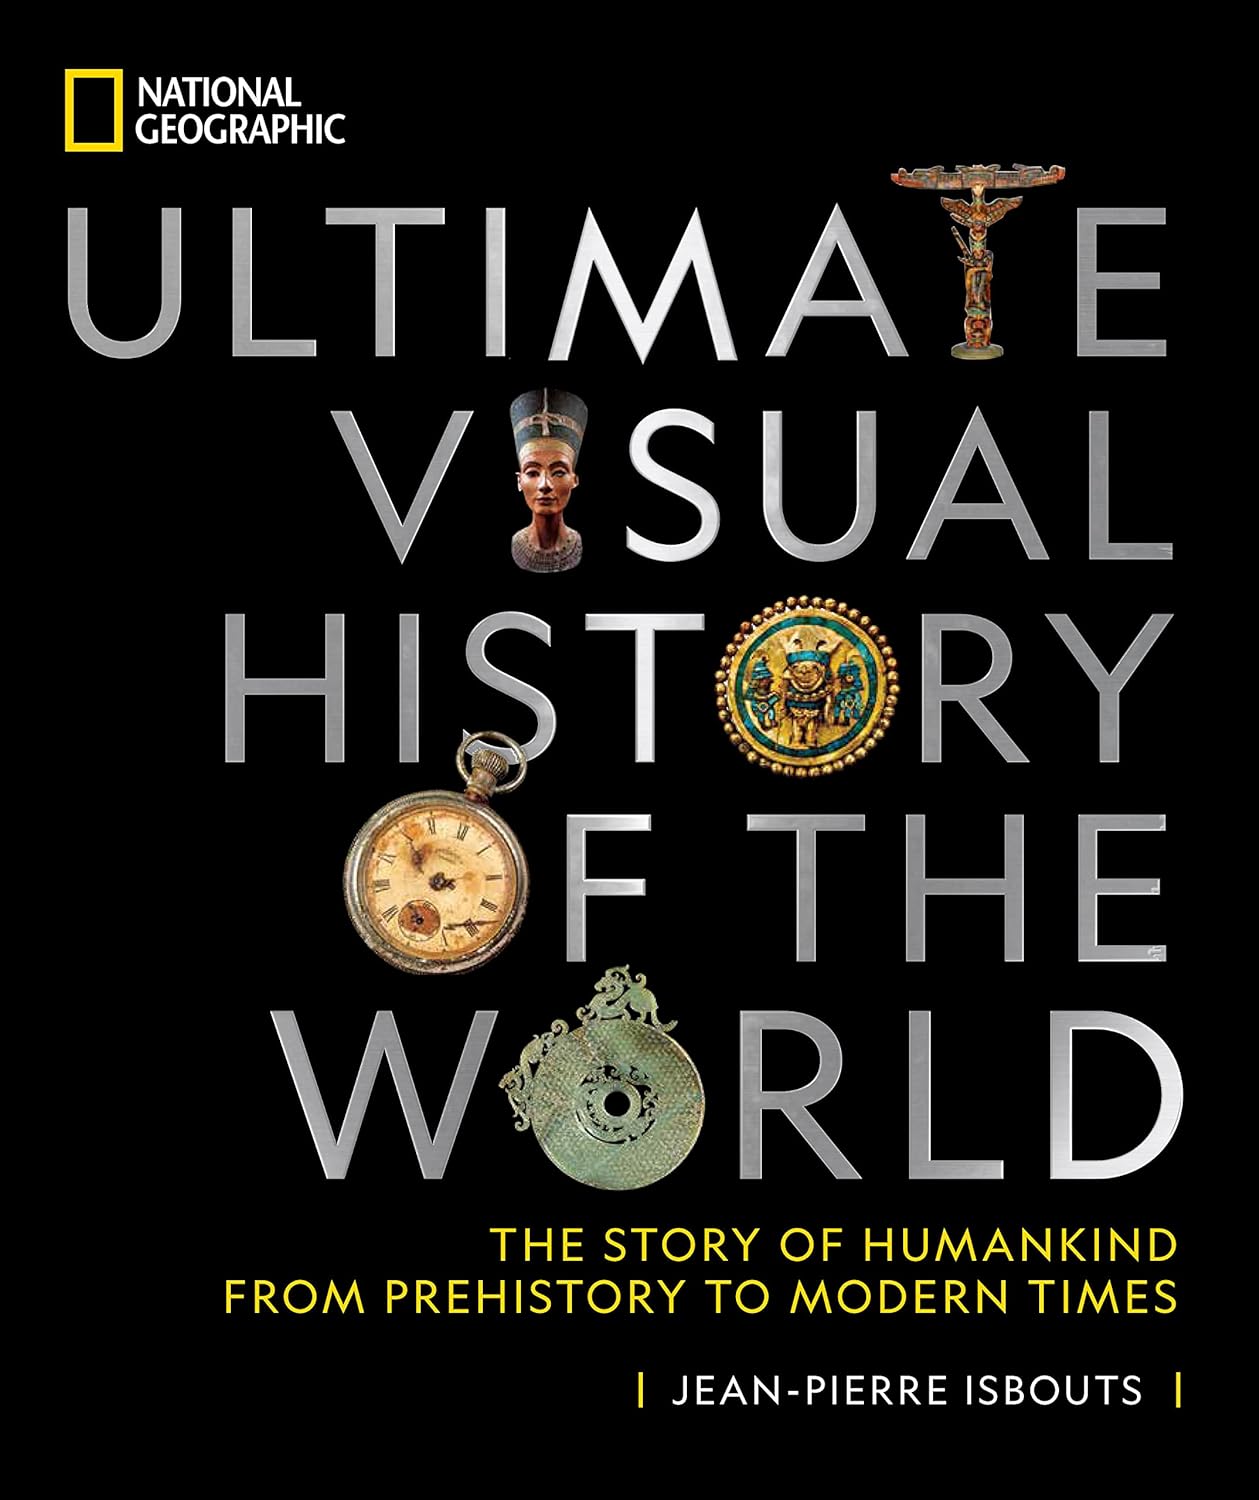 NATIONAL
GEOGRAPHIC
ULTIMATE
VISUAL
HISTORY
OF THE
WORLD
THE STORY OF HUMANKIND
FROM PREHISTORY TO MODERN TIMES
| JEAN-PIERRE ISBOUTS |